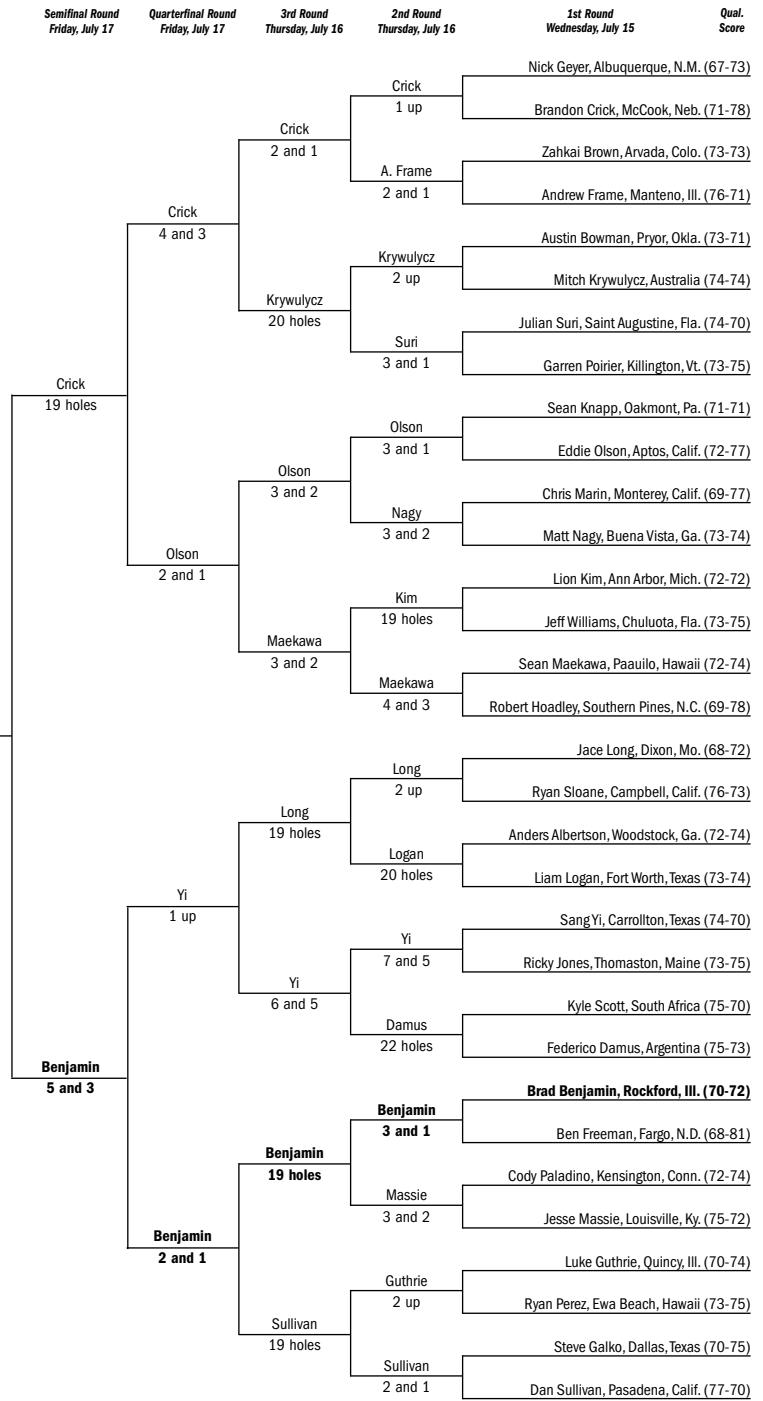 Semifinal Round
Friday, July 17
Quarterfinal Round
Friday, July 17
3rd Round
Thursday, July 16
2nd Round
Thursday, July 16
1st Round
Wednesday, July 15
Qual.
Score
Nick Geyer, Albuquerque, N.M. (67-73)
Crick
1 up
Brandon Crick, McCook, Neb. (71-78)
Crick
2 and 1
Zahkai Brown, Arvada, Colo. (73-73)
A. Frame
2 and 1
Andrew Frame, Manteno, Ill. (76-71)
Crick
4 and 3
Austin Bowman, Pryor, Okla. (73-71)
Krywulycz
2 up
Mitch Krywulycz, Australia (74-74)
Krywulycz
20 holes
Julian Suri, Saint Augustine, Fla. (74-70)
Suri
3 and 1
Garren Poirier, Killington, Vt. (73-75)
Crick
19 holes
Sean Knapp, Oakmont, Pa. (71-71)
Olson
3 and 1
Eddie Olson, Aptos, Calif. (72-77)
Olson
3 and 2
Chris Marin, Monterey, Calif. (69-77)
Nagy
3 and 2
Matt Nagy, Buena Vista, Ga. (73-74)
Olson
2 and 1
Lion Kim, Ann Arbor, Mich. (72-72)
Kim
19 holes
Jeff Williams, Chuluota, Fla. (73-75)
Maekawa
3 and 2
Sean Maekawa, Paauilo, Hawaii (72-74)
Maekawa
4 and 3
Robert Hoadley, Southern Pines, N.C. (69-78)
Jace Long, Dixon, Mo. (68-72)
Long
2 up
Ryan Sloane, Campbell, Calif. (76-73)
Long
19 holes
Anders Albertson, Woodstock, Ga. (72-74)
Logan
20 holes
Liam Logan, Fort Worth, Texas (73-74)
Yi
1 up
Sang Yi, Carrollton, Texas (74-70)
Yi
7 and 5
Ricky Jones, Thomaston, Maine (73-75)
Yi
6 and 5
Kyle Scott, South Africa (75-70)
Damus
22 holes
Federico Damus, Argentina (75-73)
Benjamin
5 and 3
Brad Benjamin, Rockford, Ill. (70-72)
Benjamin
3 and 1
Ben Freeman, Fargo, N.D. (68-81)
Benjamin
19 holes
Cody Paladino, Kensington, Conn. (72-74)
Massie
3 and 2
Jesse Massie, Louisville, Ky. (75-72)
Benjamin
2 and 1
Luke Guthrie, Quincy, Ill. (70-74)
Guthrie
2 up
Ryan Perez, Ewa Beach, Hawaii (73-75)
Sullivan
19 holes
Steve Galko, Dallas, Texas (70-75)
Sullivan
2 and 1
Dan Sullivan, Pasadena, Calif. (77-70)